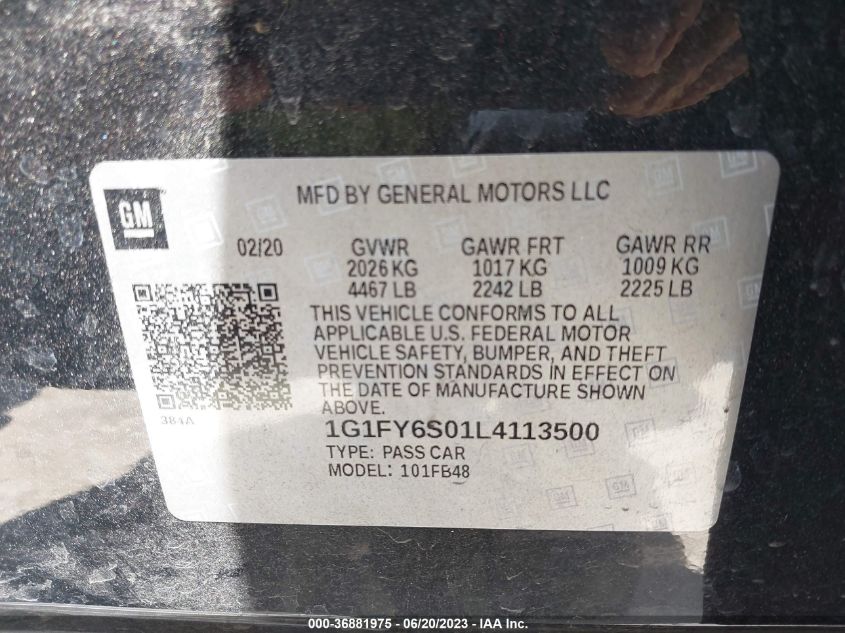 GM
MFD BY GENERAL MOTORS LLC
02/20 GVWR GAWR FRT GAWR RR
2026 KG 1017 KG 1009 KG
4467 LB 2242 LB 2225 LB
THIS VEHICLE CONFORMS TO ALL
APPLICABLE U.S. FEDERAL MOTOR
VEHICLE SAFETY, BUMPER, AND THEFT
PREVENTION STANDARDS IN EFFECT ON
THE DATE OF MANUFACTURE SHOWN
ABOVE.
384A
1G1FY6S01L4113500
TYPE: PASS CAR
MODEL: 101FB48
000-36881975 - 06/20/2023 - IAA Inc.